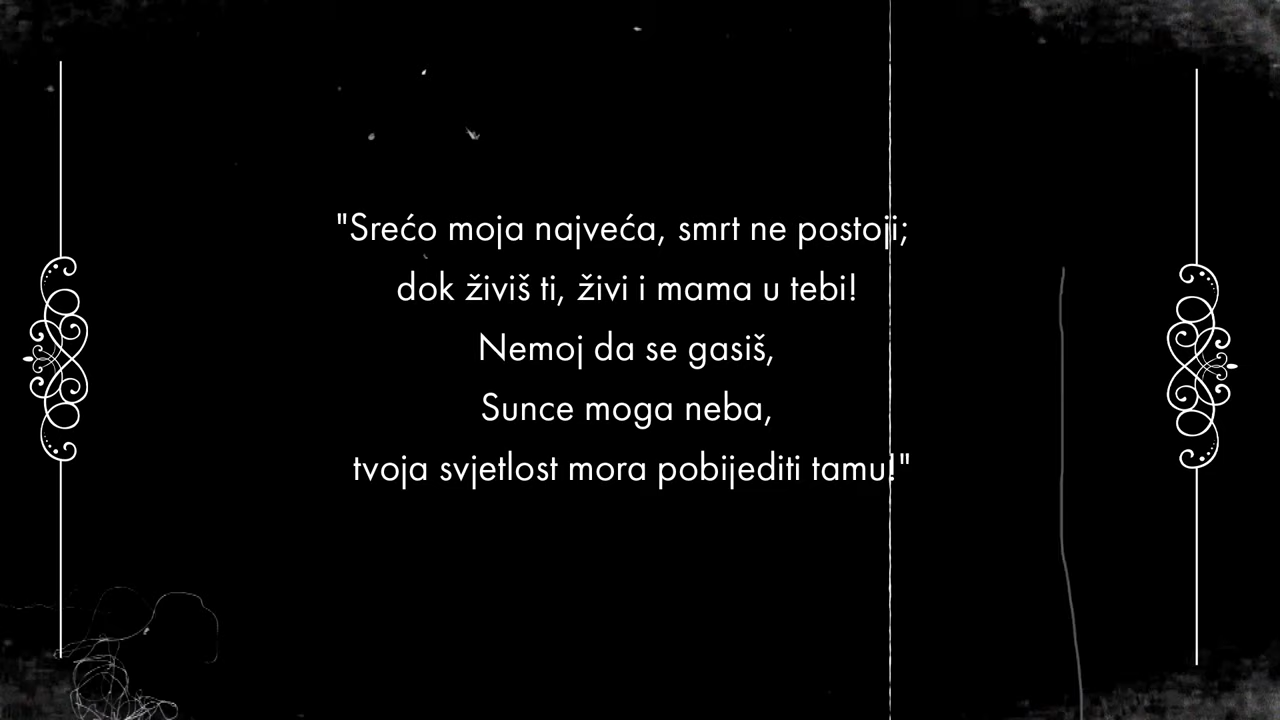 "Srećo moja najveća, smrt ne postoji;
dok živiš ti, živi i mama u tebi!
Nemoj da se gasiš,
Sunce moga neba,
tvoja svjetlost mora pobijediti tamu!"